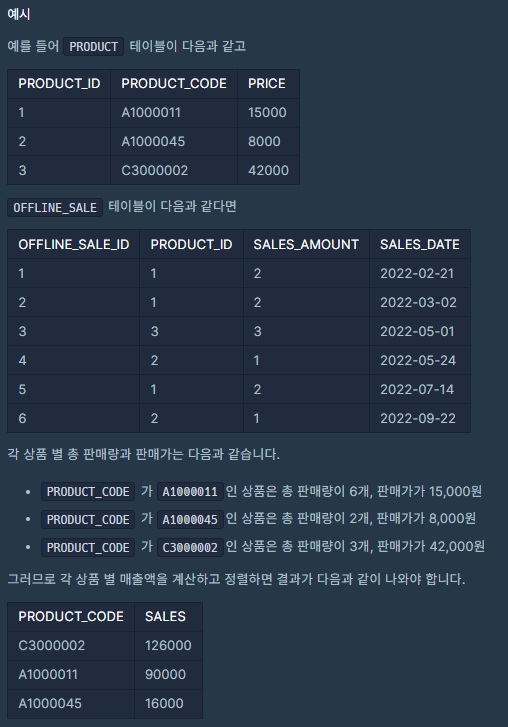 예시
예를 들어 PRODUCT 테이블이 다음과 같고
PRODUCT_ID PRODUCT_CODE PRICE
1 A1000011 15000
2 A1000045 8000
3 C3000002 42000
OFFLINE_SALE 테이블이 다음과 같다면
OFFLINE_SALE_ID PRODUCT_ID SALES_AMOUNT SALES_DATE
1 1 2 2022-02-21
2 1 2 2022-03-02
3 3 3 2022-05-01
4 2 1 2022-05-24
5 1 2 2022-07-14
6 2 1 2022-09-22
각 상품 별 총 판매량과 판매가는 다음과 같습니다.
• PRODUCT_CODE 가 A1000011 인 상품은 총 판매량이 6개, 판매가가 15,000원
• PRODUCT_CODE 가 A1000045 인 상품은 총 판매량이 2개, 판매가가 8,000원
• PRODUCT_CODE 가 C3000002 인 상품은 총 판매량이 3개, 판매가가 42,000원
그러므로 각 상품 별 매출액을 계산하고 정렬하면 결과가 다음과 같이 나와야 합니다.
PRODUCT_CODE SALES
C3000002 126000
A1000011 90000
A1000045 16000